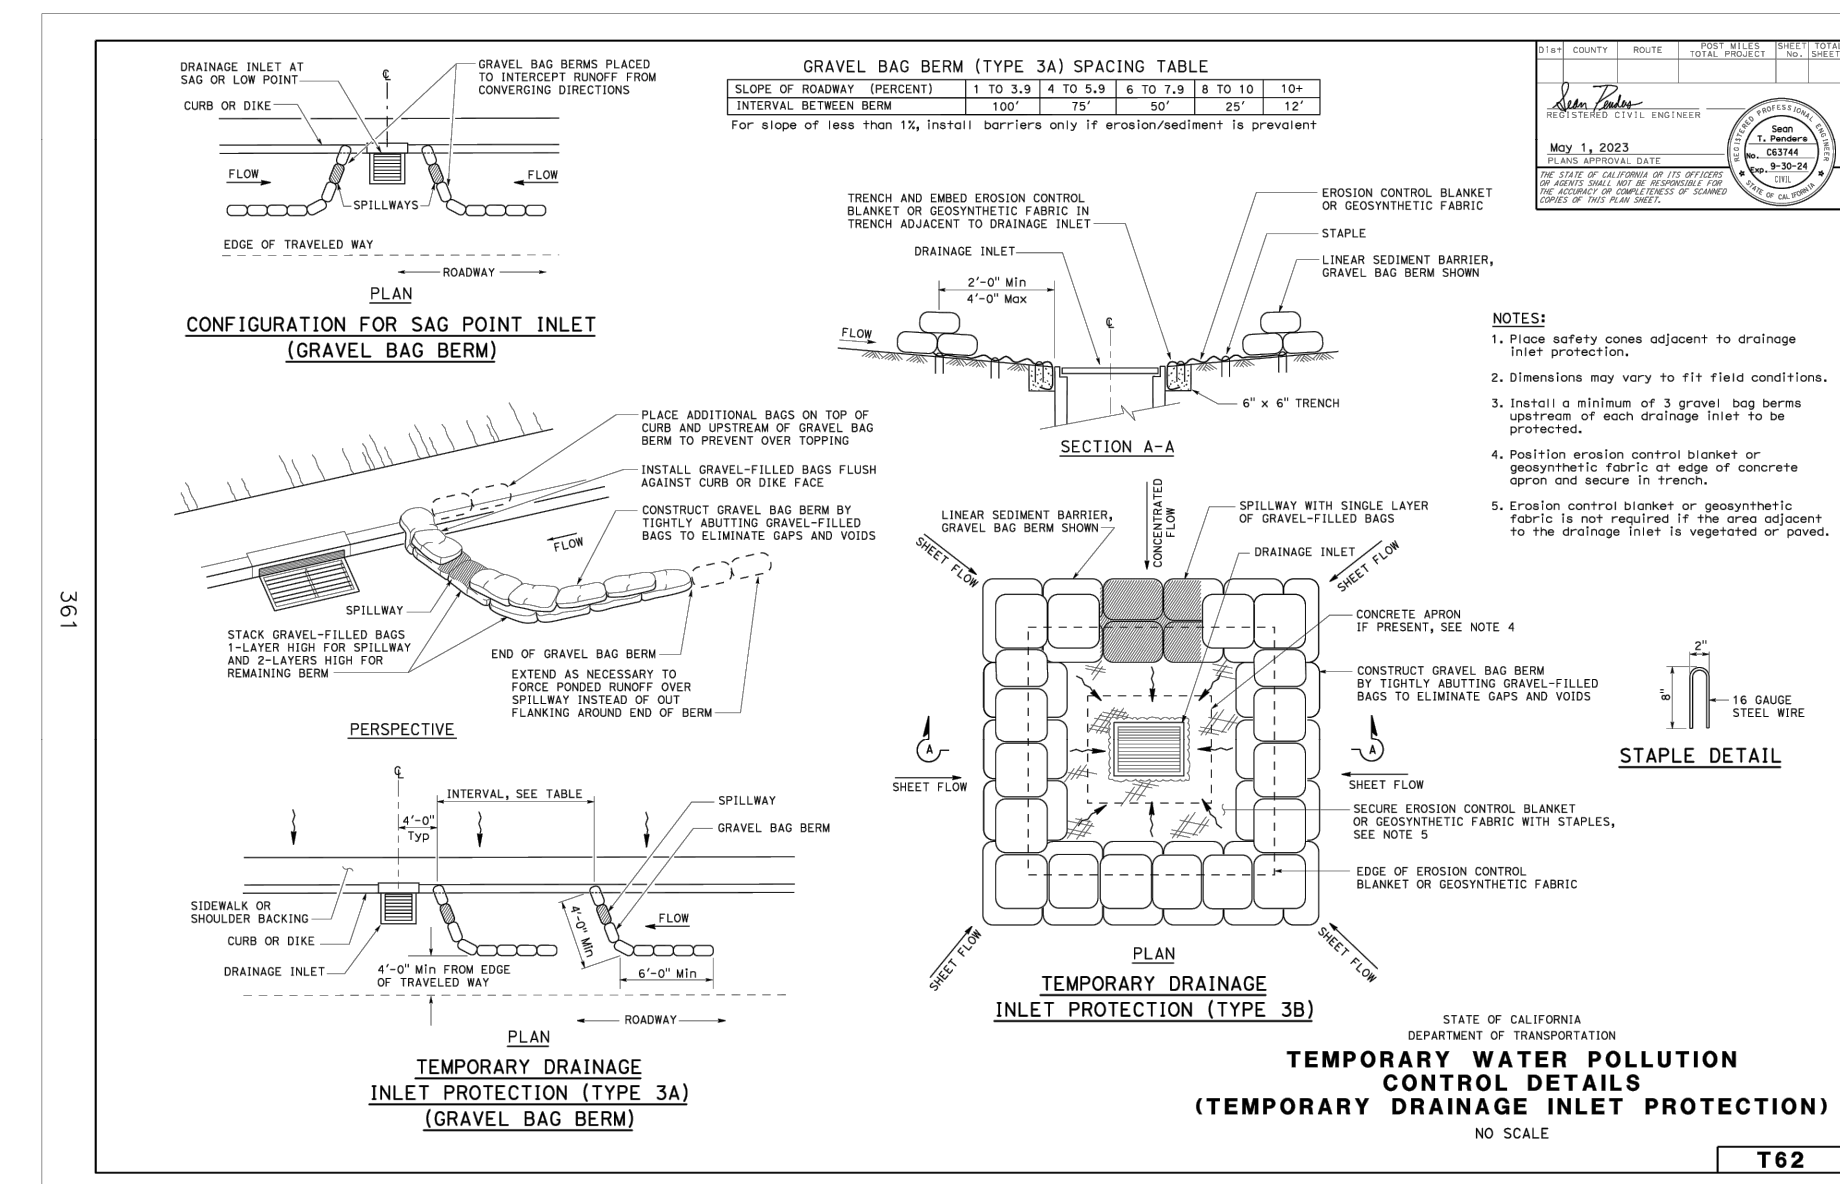 361
DRAINAGE INLET AT
SAG OR LOW POINT
CURB OR DIKE
GRAVEL BAG BERMS PLACED
TO INTERCEPT RUNOFF FROM
CONVERGING DIRECTIONS
℄
FLOW
FLOW
SPILLWAYS
EDGE OF TRAVELED WAY
ROADWAY
PLAN
CONFIGURATION FOR SAG POINT INLET
(GRAVEL BAG BERM)
GRAVEL BAG BERM (TYPE 3A) SPACING TABLE
SLOPE OF ROADWAY (PERCENT) 1 TO 3.9 4 TO 5.9 6 TO 7.9 8 TO 10 10+
INTERVAL BETWEEN BERM 100' 75' 50' 25' 12'
For slope of less than 1%, install barriers only if erosion/sediment is prevalent
Dist COUNTY ROUTE POST MILES TOTAL PROJECT SHEET No. TOTAL SHEET
Sean Penders
REGISTERED CIVIL ENGINEER
May 1, 2023
PLANS APPROVAL DATE
THE STATE OF CALIFORNIA OR ITS OFFICERS
OR AGENTS SHALL NOT BE RESPONSIBLE FOR
THE ACCURACY OR COMPLETENESS OF SCANNED
COPIES OF THIS PLAN SHEET.
REGISTERED PROFESSIONAL ENGINEER
Sean
T. Penders
No. C63744
Exp. 9-30-24
CIVIL
STATE OF CALIFORNIA
TRENCH AND EMBED EROSION CONTROL
BLANKET OR GEOSYNTHETIC FABRIC IN
TRENCH ADJACENT TO DRAINAGE INLET
DRAINAGE INLET
2'-0" Min
4'-0" Max
FLOW
℄
EROSION CONTROL BLANKET
OR GEOSYNTHETIC FABRIC
STAPLE
LINEAR SEDIMENT BARRIER,
GRAVEL BAG BERM SHOWN
6" x 6" TRENCH
SECTION A-A
NOTES:
1. Place safety cones adjacent to drainage
inlet protection.
2. Dimensions may vary to fit field conditions.
3. Install a minimum of 3 gravel bag berms
upstream of each drainage inlet to be
protected.
4. Position erosion control blanket or
geosynthetic fabric at edge of concrete
apron and secure in trench.
5. Erosion control blanket or geosynthetic
fabric is not required if the area adjacent
to the drainage inlet is vegetated or paved.
PLACE ADDITIONAL BAGS ON TOP OF
CURB AND UPSTREAM OF GRAVEL BAG
BERM TO PREVENT OVER TOPPING
INSTALL GRAVEL-FILLED BAGS FLUSH
AGAINST CURB OR DIKE FACE
CONSTRUCT GRAVEL BAG BERM BY
TIGHTLY ABUTTING GRAVEL-FILLED
BAGS TO ELIMINATE GAPS AND VOIDS
FLOW
SPILLWAY
STACK GRAVEL-FILLED BAGS
1-LAYER HIGH FOR SPILLWAY
AND 2-LAYERS HIGH FOR
REMAINING BERM
END OF GRAVEL BAG BERM
EXTEND AS NECESSARY TO
FORCE PONDED RUNOFF OVER
SPILLWAY INSTEAD OF OUT
FLANKING AROUND END OF BERM
PERSPECTIVE
LINEAR SEDIMENT BARRIER,
GRAVEL BAG BERM SHOWN
CONCENTRATED
FLOW
SPILLWAY WITH SINGLE LAYER
OF GRAVEL-FILLED BAGS
DRAINAGE INLET
SHEET FLOW
SHEET FLOW
CONCRETE APRON
IF PRESENT, SEE NOTE 4
CONSTRUCT GRAVEL BAG BERM
BY TIGHTLY ABUTTING GRAVEL-FILLED
BAGS TO ELIMINATE GAPS AND VOIDS
A
A
SHEET FLOW
SHEET FLOW
SECURE EROSION CONTROL BLANKET
OR GEOSYNTHETIC FABRIC WITH STAPLES,
SEE NOTE 5
EDGE OF EROSION CONTROL
BLANKET OR GEOSYNTHETIC FABRIC
SHEET FLOW
SHEET FLOW
PLAN
TEMPORARY DRAINAGE
INLET PROTECTION (TYPE 3B)
2"
8"
16 GAUGE
STEEL WIRE
STAPLE DETAIL
℄
INTERVAL, SEE TABLE
4'-0"
Typ
SPILLWAY
GRAVEL BAG BERM
SIDEWALK OR
SHOULDER BACKING
CURB OR DIKE
DRAINAGE INLET
4'-0" Min
FLOW
4'-0" Min FROM EDGE
OF TRAVELED WAY
6'-0" Min
ROADWAY
PLAN
TEMPORARY DRAINAGE
INLET PROTECTION (TYPE 3A)
(GRAVEL BAG BERM)
STATE OF CALIFORNIA
DEPARTMENT OF TRANSPORTATION
TEMPORARY WATER POLLUTION
CONTROL DETAILS
(TEMPORARY DRAINAGE INLET PROTECTION)
NO SCALE
T62